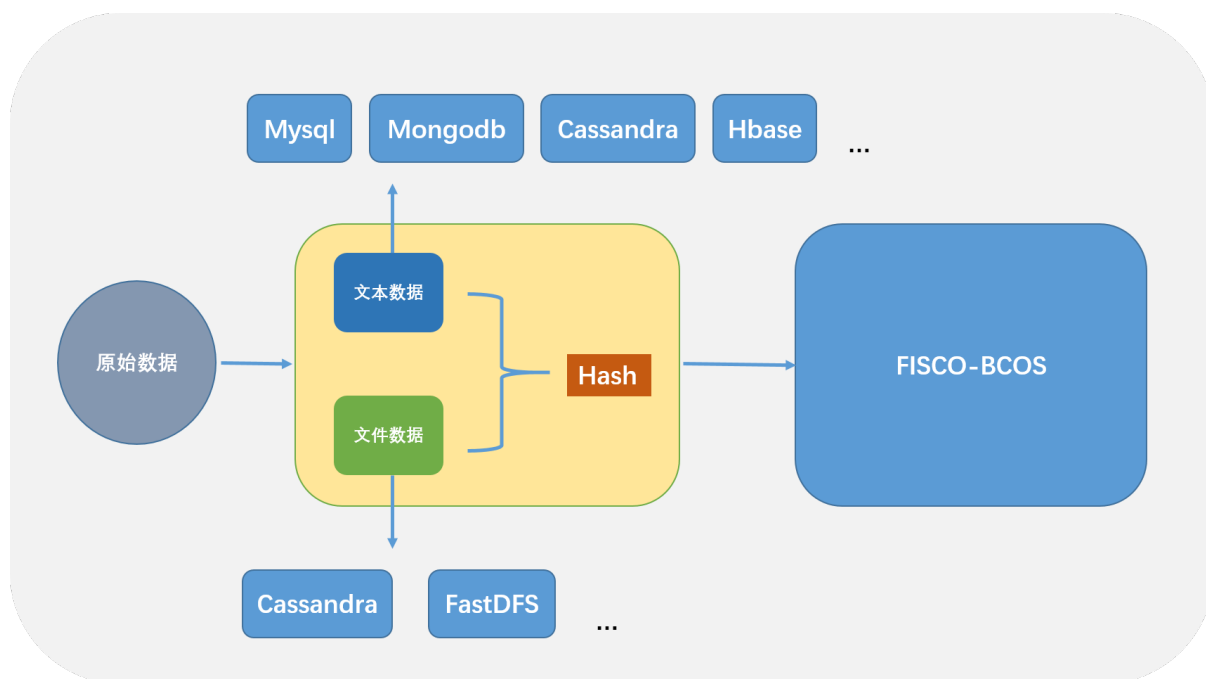 Mysql
Mongodb
Cassandra
Hbase
...
文本数据
原始数据
Hash
FISCO-BCOS
文件数据
Cassandra
FastDFS
...